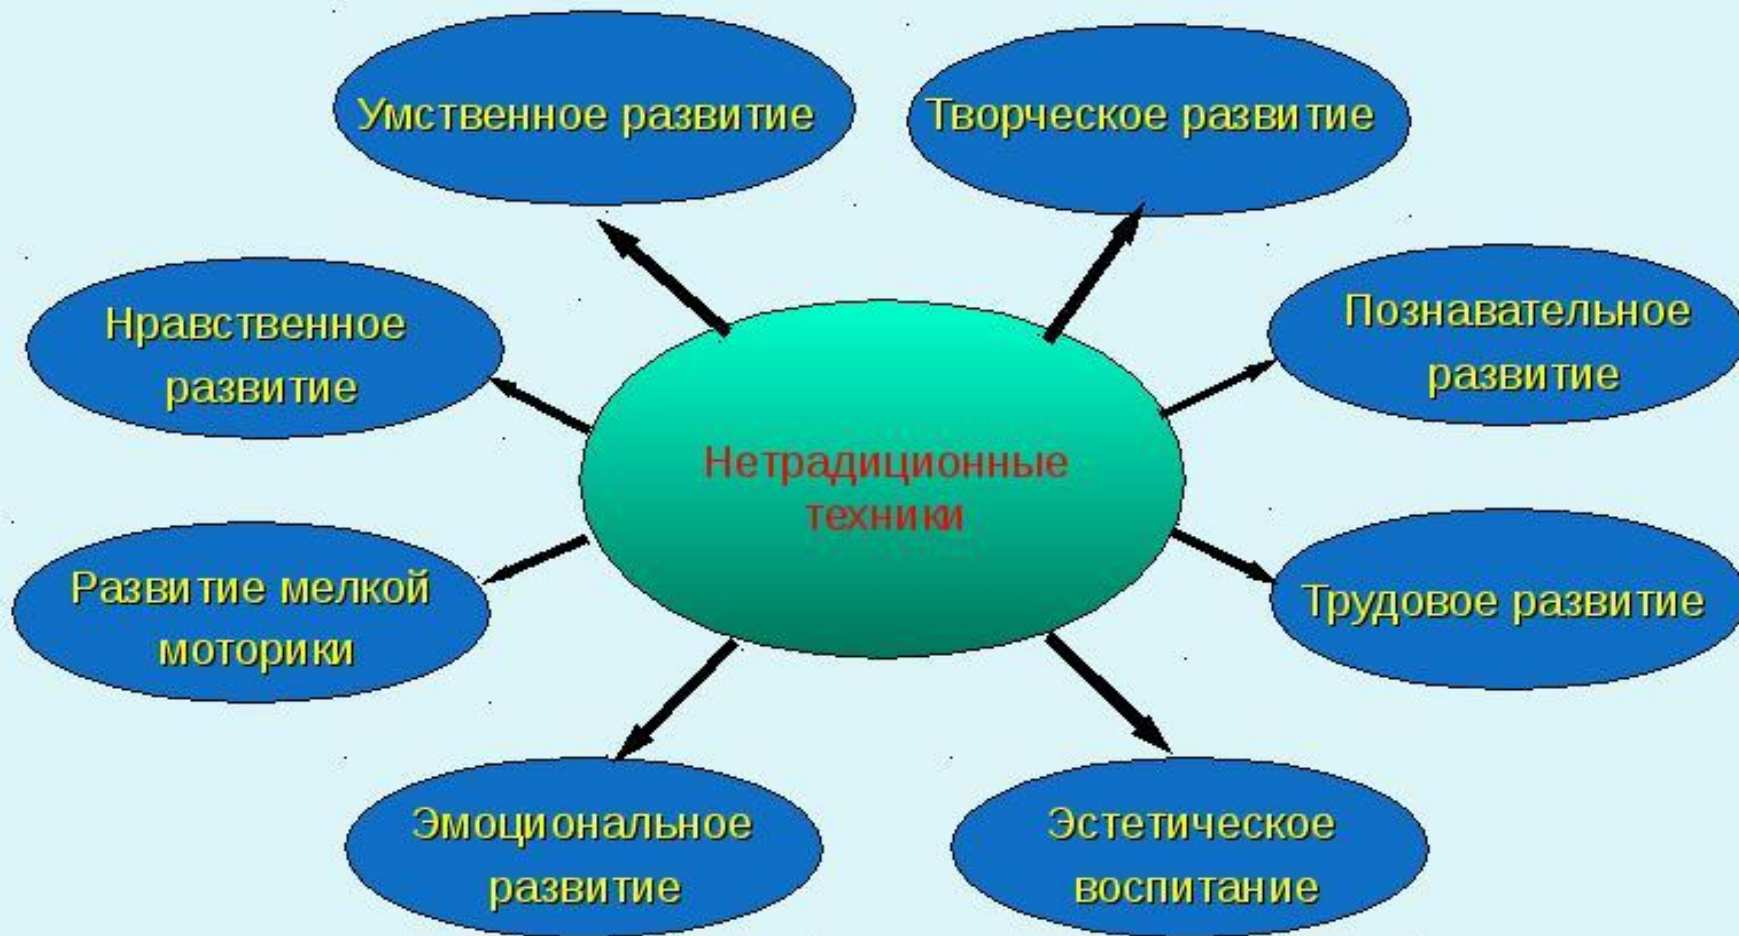 Умственное развитие
Творческое развитие
Нравственное
развитие
Познавательное
развитие
Нетрадиционные
техники
Развитие мелкой
моторики
Трудовое развитие
Эмоциональное
развитие
Эстетическое
воспитание